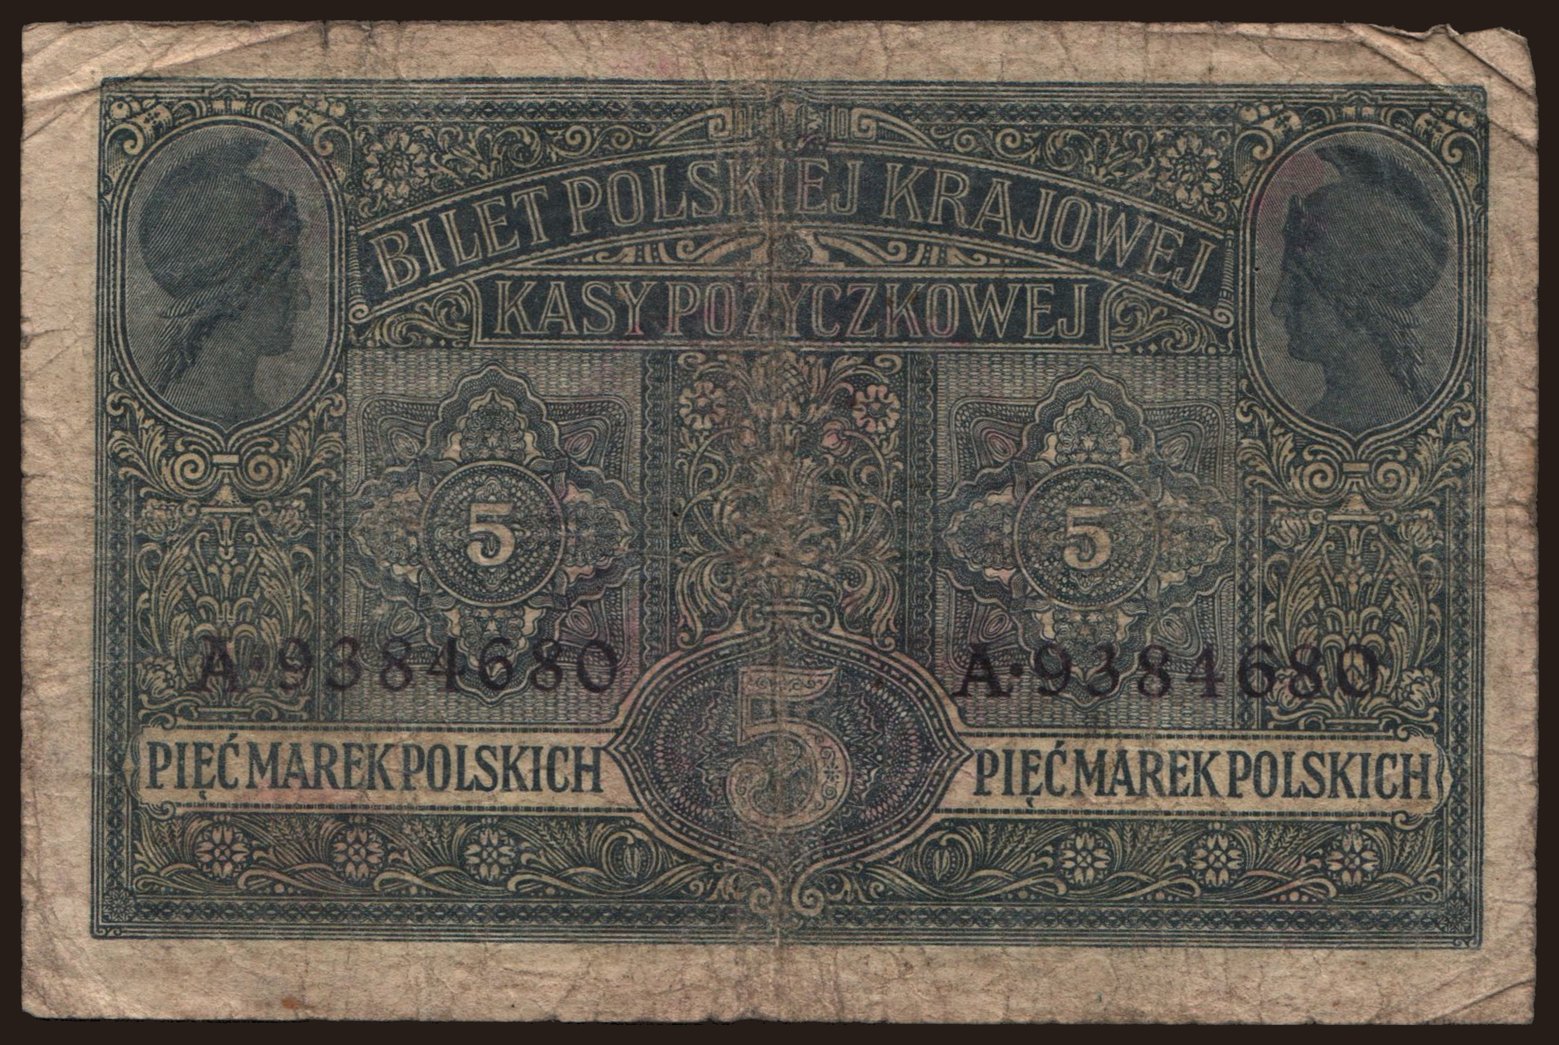 BILET POLSKIEJ KRAJOWEJ
KASY POŻYCZKOWEJ
5 5
A·9384680 A·9384680
5
PIĘĆ MAREK POLSKICH PIĘĆ MAREK POLSKICH